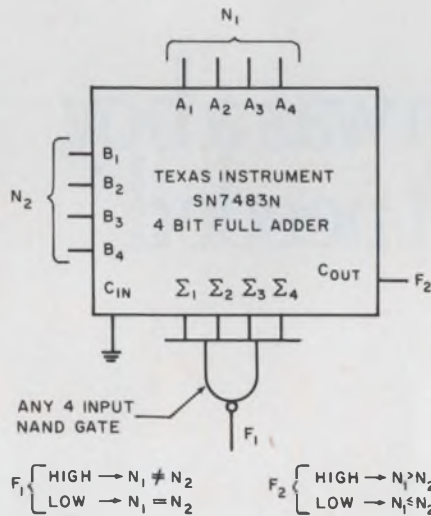 N₁
A₁ A₂ A₃ A₄
B₁
B₂
N₂
B₃
B₄
TEXAS INSTRUMENT
SN7483N
4 BIT FULL ADDER
C_IN Σ₁ Σ₂ Σ₃ Σ₄ C_OUT
F₂
ANY 4 INPUT
NAND GATE
F₁
F₁ { HIGH → N₁ ≠ N₂
LOW → N₁ = N₂
F₂ { HIGH → N₁ > N₂
LOW → N₁ ≤ N₂